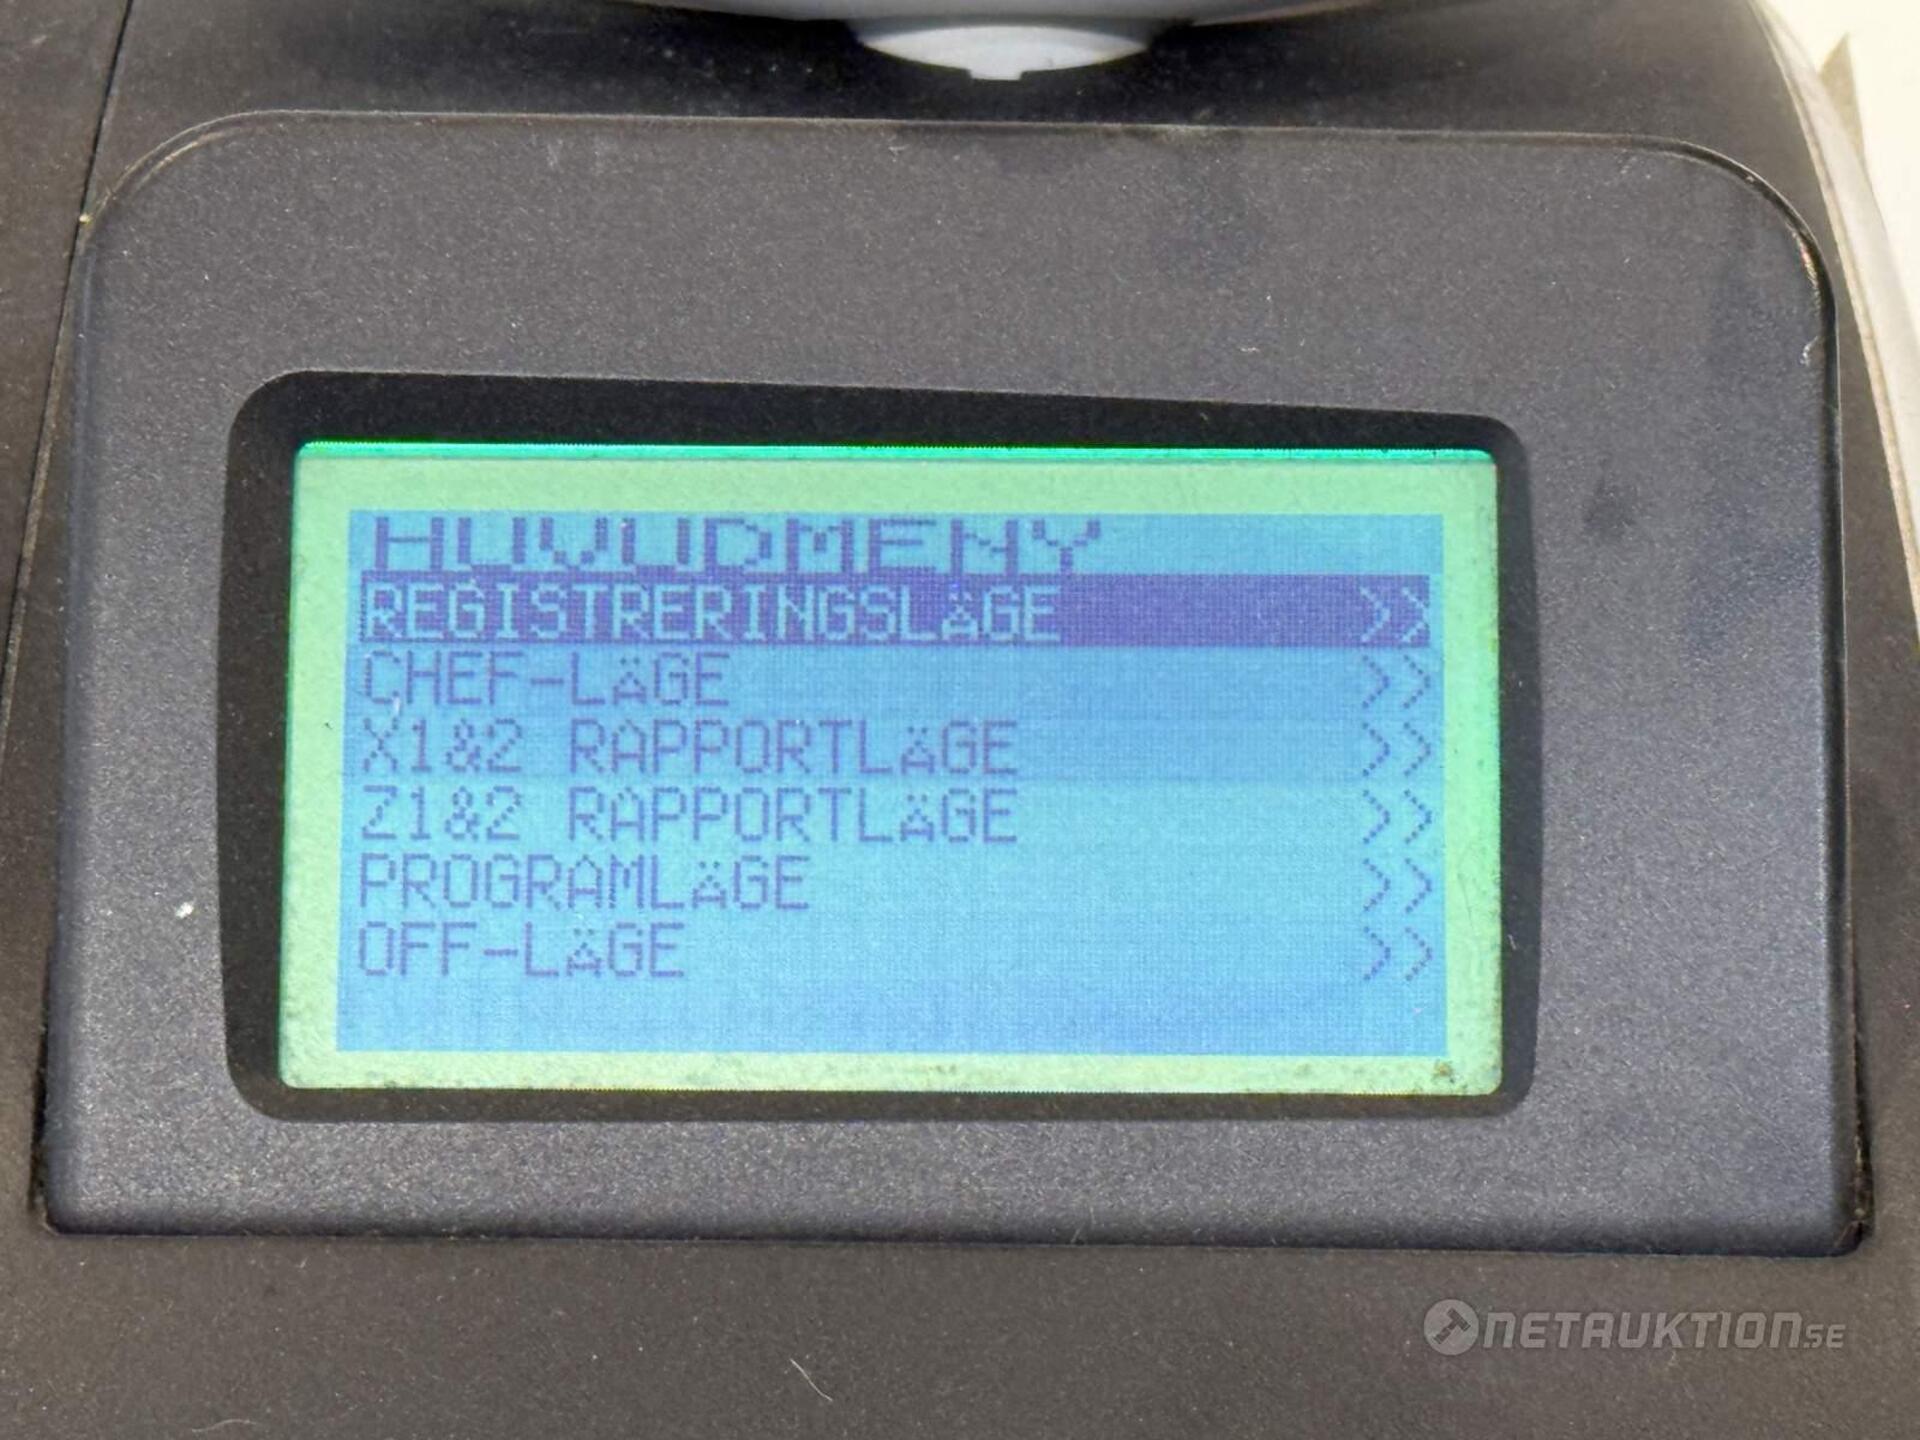 HUVUDMENY
REGISTRERINGSLÄGE >>
CHEF-LÄGE >>
X1&2 RAPPORTLÄGE >>
Z1&2 RAPPORTLÄGE >>
PROGRAMLÄGE >>
OFF-LÄGE >>
NETAUKTION.SE